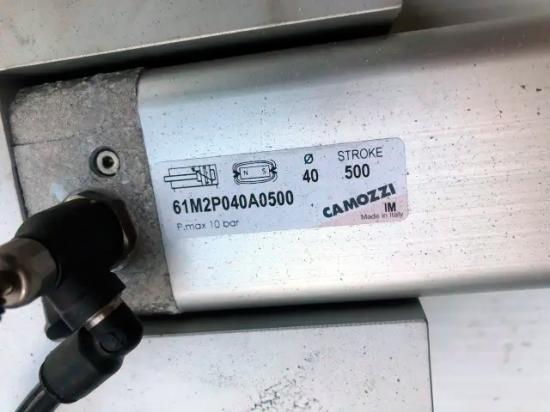 Ø STROKE
N S 40 500
61M2P040A0500
P.max 10 bar
CAMOZZI
IM
Made in Italy